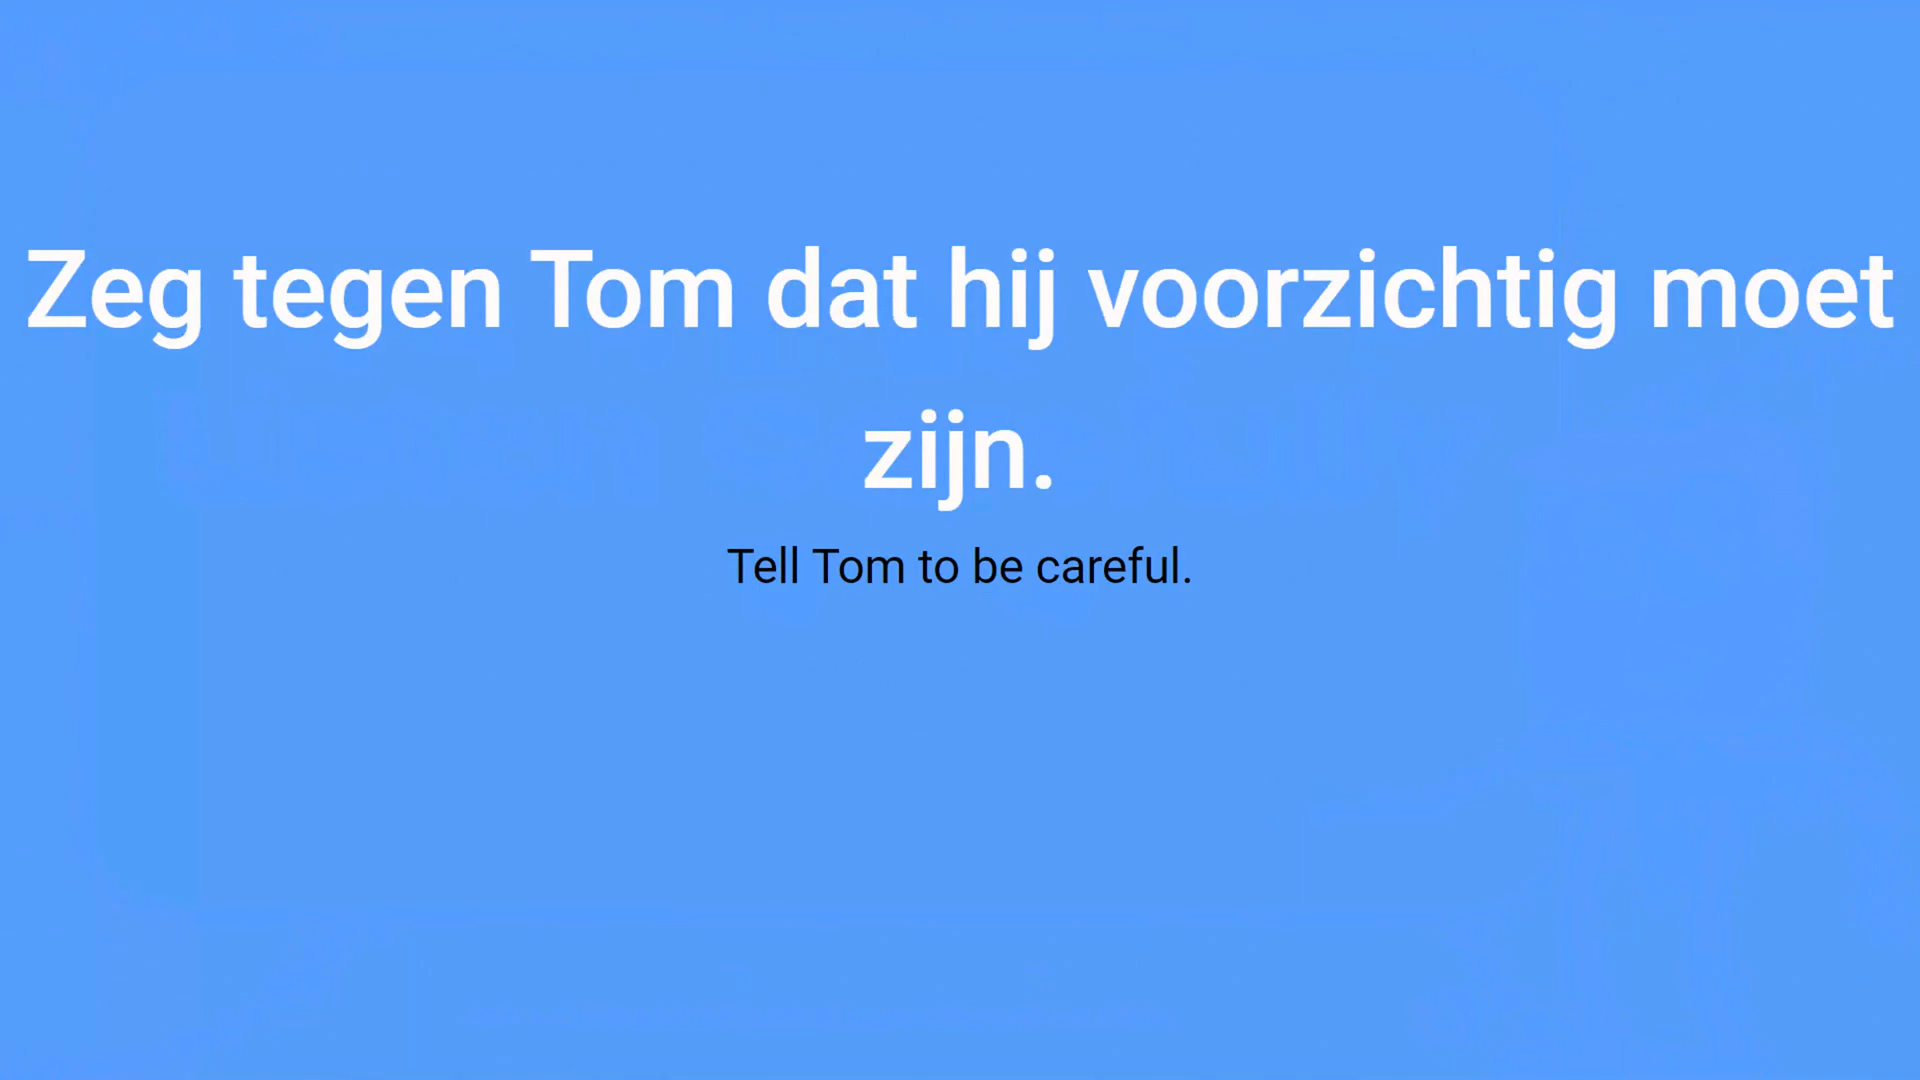 Zeg tegen Tom dat hij voorzichtig moet
zijn.
Tell Tom to be careful.